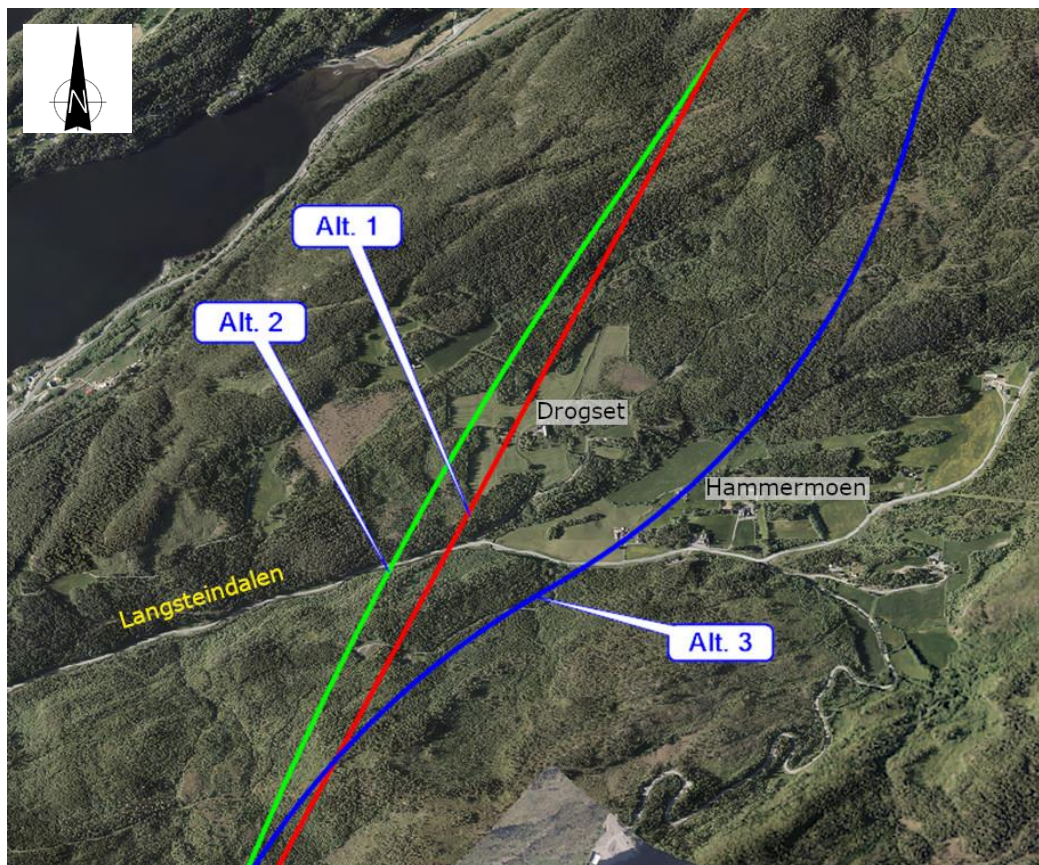 N
Alt. 1
Alt. 2
Drogset
Hammermoen
Langsteindalen
Alt. 3